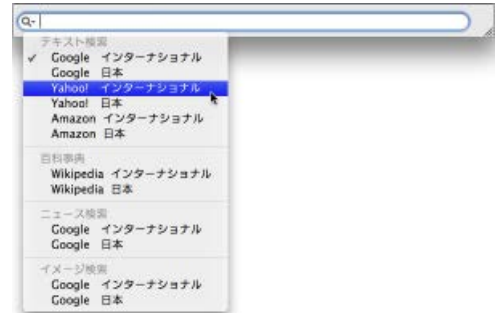 テキスト検索
✓ Google インターナショナル
Google 日本
Yahoo! インターナショナル
Yahoo! 日本
Amazon インターナショナル
Amazon 日本
百科事典
Wikipedia インターナショナル
Wikipedia 日本
ニュース検索
Google インターナショナル
Google 日本
イメージ検索
Google インターナショナル
Google 日本